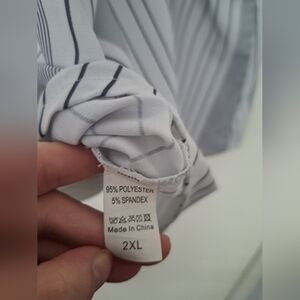 95% POLYESTER
5% SPANDEX
Made In China
2XL